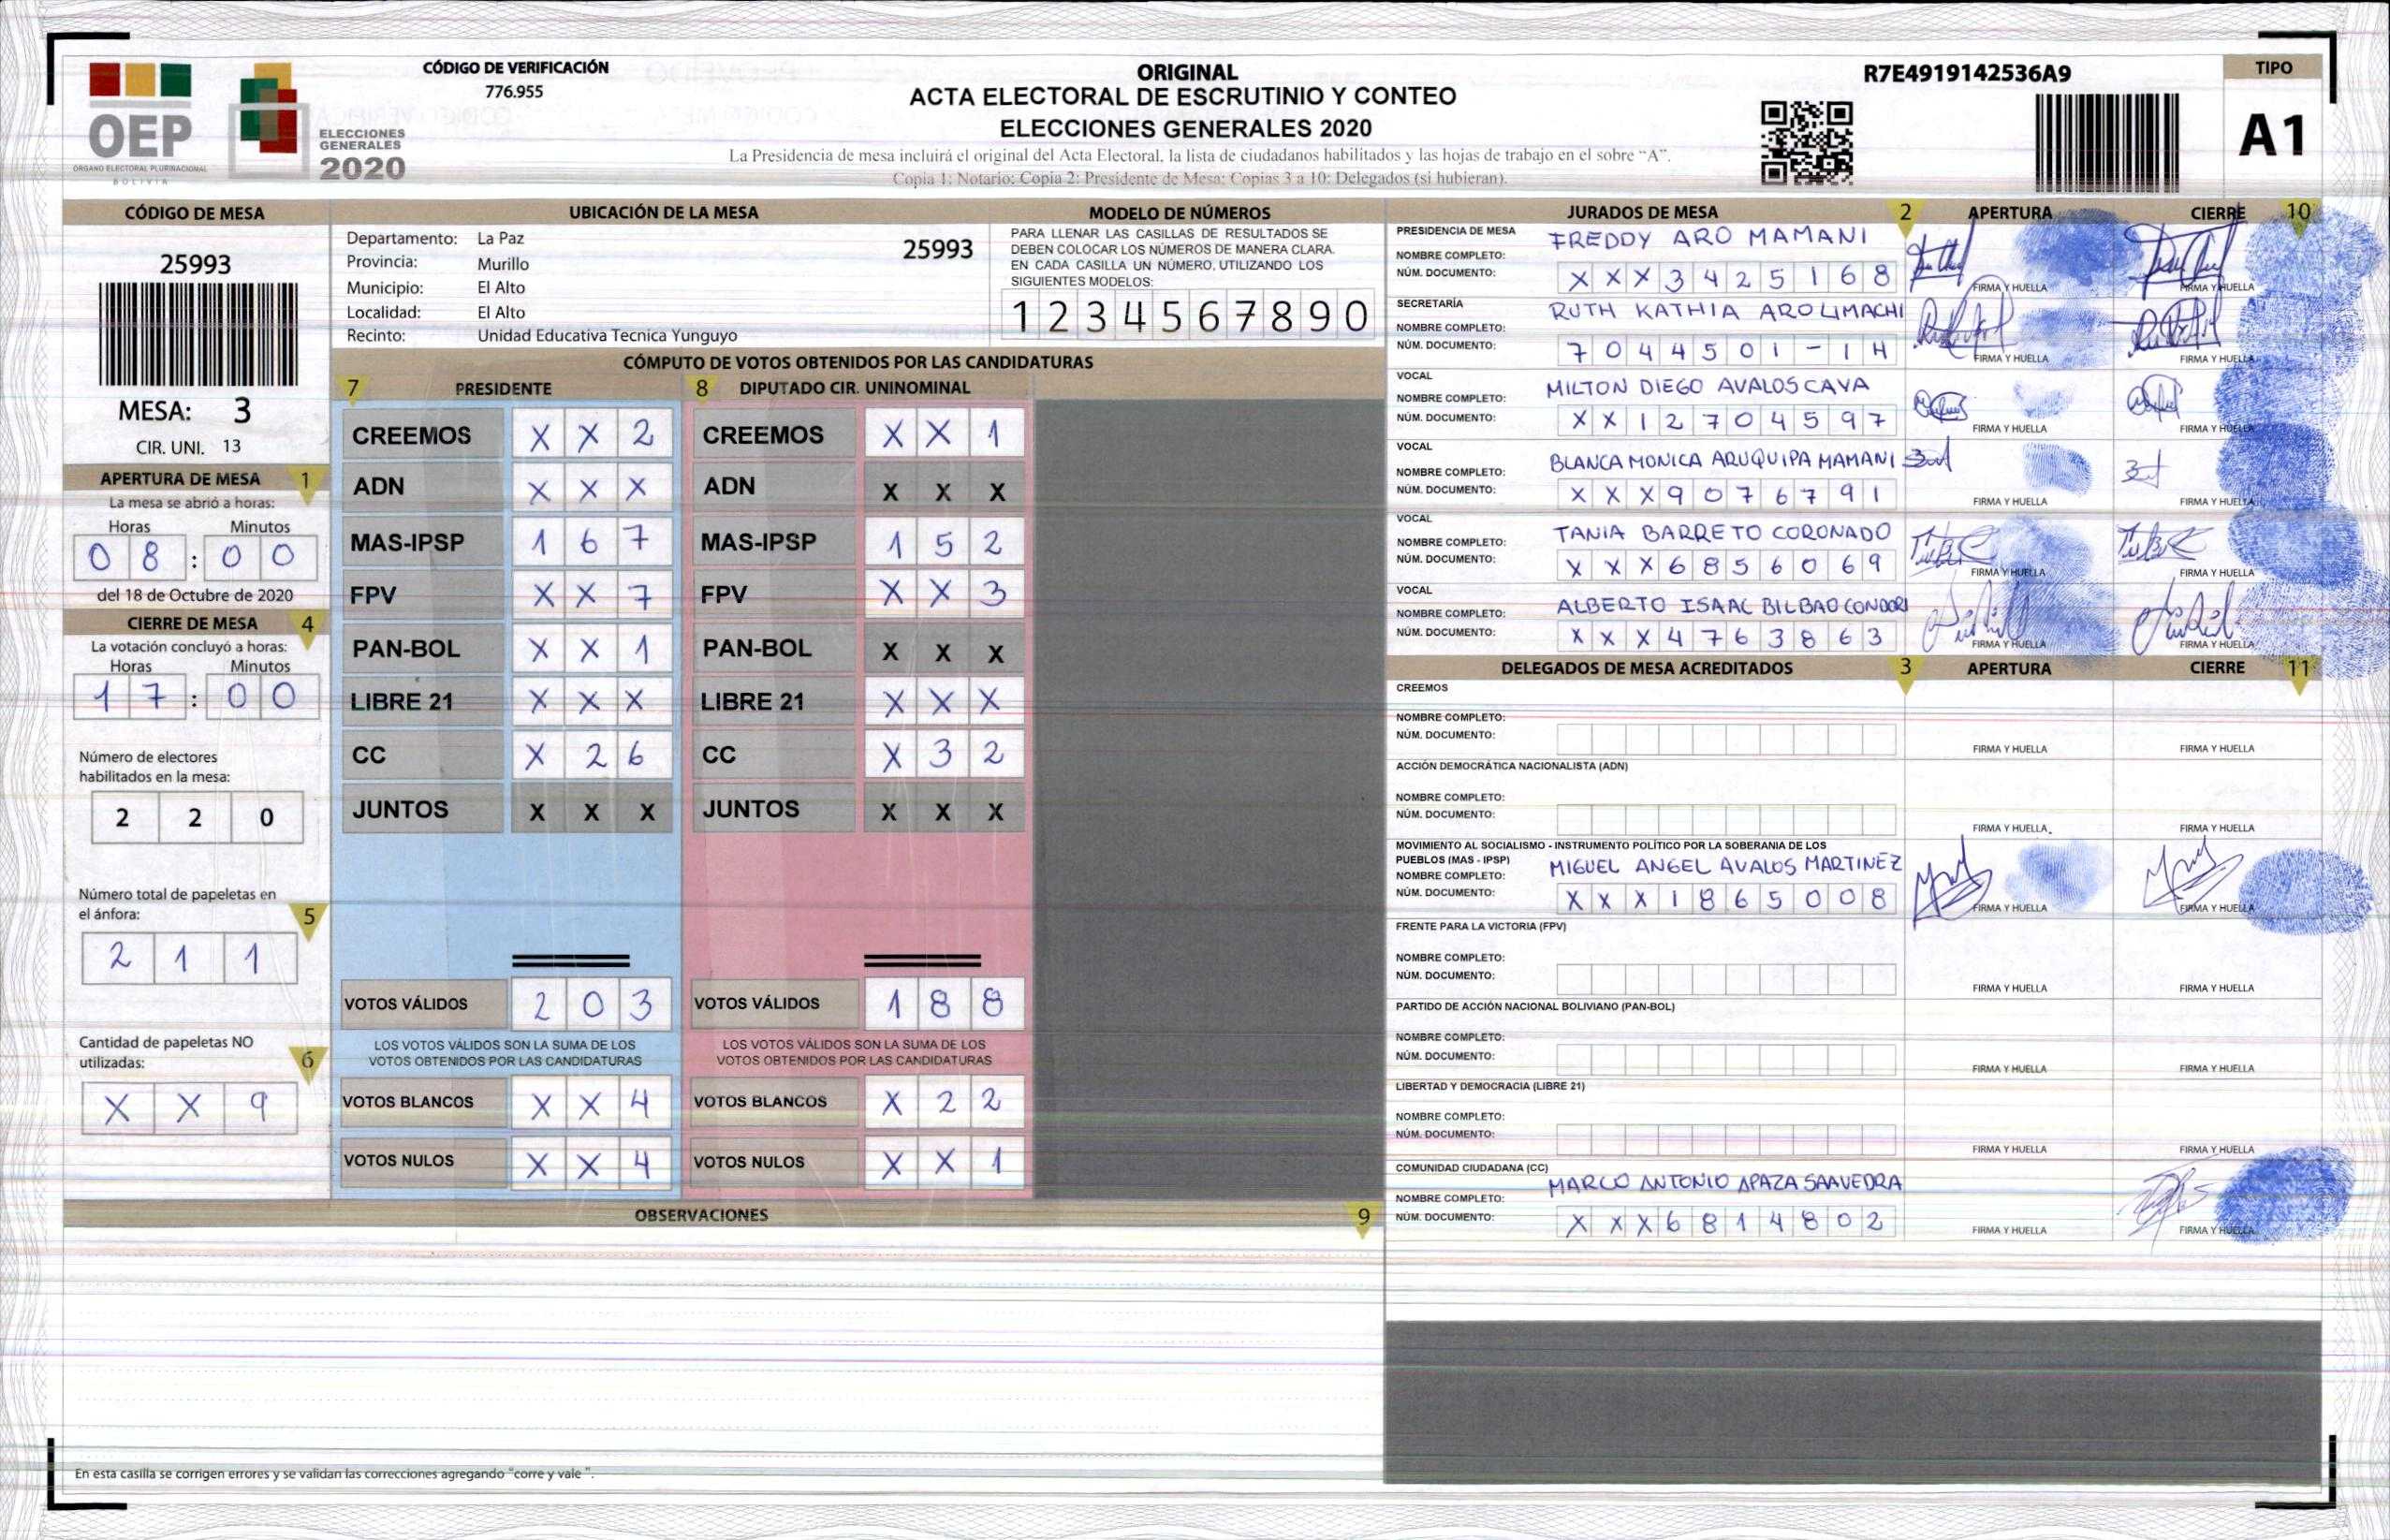 OEP
ORGANO ELECTORAL PLURINACIONAL
BOLIVIA
ELECCIONES
GENERALES
2020
CÓDIGO DE VERIFICACIÓN
776.955
ORIGINAL
ACTA ELECTORAL DE ESCRUTINIO Y CONTEO
ELECCIONES GENERALES 2020
La Presidencia de mesa incluirá el original del Acta Electoral, la lista de ciudadanos habilitados y las hojas de trabajo en el sobre "A".
Copia 1: Notario; Copia 2: Presidente de Mesa; Copias 3 a 10: Delegados (si hubieran).
R7E4919142536A9
TIPO
A1
CÓDIGO DE MESA
25993
MESA: 3
CIR. UNI. 13
APERTURA DE MESA 1
La mesa se abrió a horas:
Horas Minutos
0 8 : 0 0
del 18 de Octubre de 2020
CIERRE DE MESA 4
La votación concluyó a horas:
Horas Minutos
1 7 : 0 0
Número de electores
habilitados en la mesa:
2 2 0
Número total de papeletas en
el ánfora: 5
2 1 1
Cantidad de papeletas NO
utilizadas: 6
X X 9
UBICACIÓN DE LA MESA
Departamento: La Paz
25993
Provincia: Murillo
Municipio: El Alto
Localidad: El Alto
Recinto: Unidad Educativa Tecnica Yunguyo
MODELO DE NÚMEROS
PARA LLENAR LAS CASILLAS DE RESULTADOS SE
DEBEN COLOCAR LOS NÚMEROS DE MANERA CLARA.
EN CADA CASILLA UN NÚMERO, UTILIZANDO LOS
SIGUIENTES MODELOS:
1 2 3 4 5 6 7 8 9 0
CÓMPUTO DE VOTOS OBTENIDOS POR LAS CANDIDATURAS
7 PRESIDENTE
CREEMOS X X 2
ADN X X X
MAS-IPSP 1 6 7
FPV X X 7
PAN-BOL X X 1
LIBRE 21 X X X
CC X 2 6
JUNTOS X X X
VOTOS VÁLIDOS 2 0 3
LOS VOTOS VÁLIDOS SON LA SUMA DE LOS
VOTOS OBTENIDOS POR LAS CANDIDATURAS
VOTOS BLANCOS X X 4
VOTOS NULOS X X 4
8 DIPUTADO CIR. UNINOMINAL
CREEMOS X X 1
ADN X X X
MAS-IPSP 1 5 2
FPV X X 3
PAN-BOL X X X
LIBRE 21 X X X
CC X 3 2
JUNTOS X X X
VOTOS VÁLIDOS 1 8 8
LOS VOTOS VÁLIDOS SON LA SUMA DE LOS
VOTOS OBTENIDOS POR LAS CANDIDATURAS
VOTOS BLANCOS X 2 2
VOTOS NULOS X X 1
OBSERVACIONES 9
En esta casilla se corrigen errores y se validan las correcciones agregando "corre y vale".
JURADOS DE MESA 2 APERTURA CIERRE 10
PRESIDENCIA DE MESA
NOMBRE COMPLETO: FREDDY ARO MAMANI
NÚM. DOCUMENTO: X X X 3 4 2 5 1 6 8
FIRMA Y HUELLA FIRMA Y HUELLA
SECRETARÍA
NOMBRE COMPLETO: RUTH KATHIA ARO LIMACHI
NÚM. DOCUMENTO: 7 0 4 4 5 0 1 - 1 H
FIRMA Y HUELLA FIRMA Y HUELLA
VOCAL
NOMBRE COMPLETO: MILTON DIEGO AVALOS CAVA
NÚM. DOCUMENTO: X X 1 2 7 0 4 5 9 7
FIRMA Y HUELLA FIRMA Y HUELLA
VOCAL
NOMBRE COMPLETO: BLANCA MONICA ARUQUIPA MAMANI
NÚM. DOCUMENTO: X X X 9 0 7 6 7 9 1
FIRMA Y HUELLA FIRMA Y HUELLA
VOCAL
NOMBRE COMPLETO: TANIA BARRETO CORONADO
NÚM. DOCUMENTO: X X X 6 8 5 6 0 6 9
FIRMA Y HUELLA FIRMA Y HUELLA
VOCAL
NOMBRE COMPLETO: ALBERTO ISAAC BILBAO CONDORI
NÚM. DOCUMENTO: X X X 4 7 6 3 8 6 3
FIRMA Y HUELLA FIRMA Y HUELLA
DELEGADOS DE MESA ACREDITADOS 3 APERTURA CIERRE 11
CREEMOS
NOMBRE COMPLETO:
NÚM. DOCUMENTO:
FIRMA Y HUELLA FIRMA Y HUELLA
ACCIÓN DEMOCRÁTICA NACIONALISTA (ADN)
NOMBRE COMPLETO:
NÚM. DOCUMENTO:
FIRMA Y HUELLA FIRMA Y HUELLA
MOVIMIENTO AL SOCIALISMO - INSTRUMENTO POLÍTICO POR LA SOBERANIA DE LOS
PUEBLOS (MAS - IPSP)
NOMBRE COMPLETO: MIGUEL ANGEL AVALOS MARTINEZ
NÚM. DOCUMENTO: X X X 1 8 6 5 0 0 8
FIRMA Y HUELLA FIRMA Y HUELLA
FRENTE PARA LA VICTORIA (FPV)
NOMBRE COMPLETO:
NÚM. DOCUMENTO:
FIRMA Y HUELLA FIRMA Y HUELLA
PARTIDO DE ACCIÓN NACIONAL BOLIVIANO (PAN-BOL)
NOMBRE COMPLETO:
NÚM. DOCUMENTO:
FIRMA Y HUELLA FIRMA Y HUELLA
LIBERTAD Y DEMOCRACIA (LIBRE 21)
NOMBRE COMPLETO:
NÚM. DOCUMENTO:
FIRMA Y HUELLA FIRMA Y HUELLA
COMUNIDAD CIUDADANA (CC)
NOMBRE COMPLETO: MARCO ANTONIO APAZA SAAVEDRA
NÚM. DOCUMENTO: X X X 6 8 1 4 8 0 2
FIRMA Y HUELLA FIRMA Y HUELLA